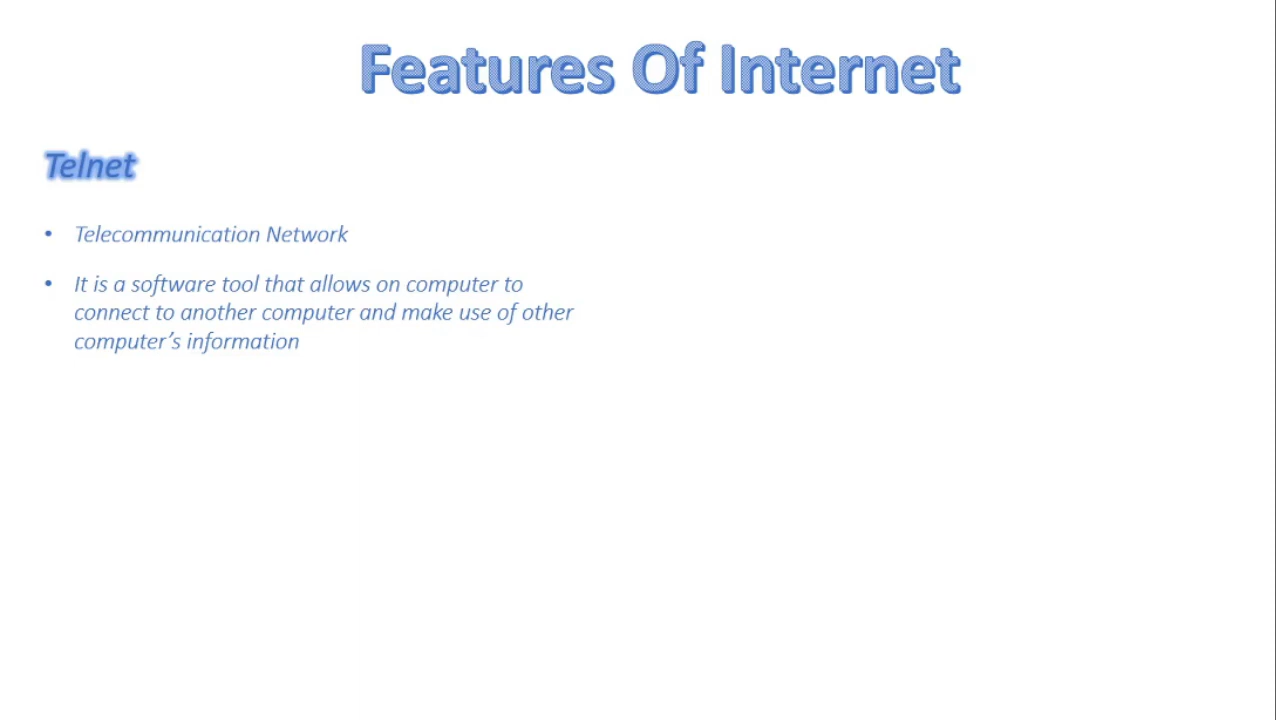 Features Of Internet
Telnet
• Telecommunication Network
• It is a software tool that allows on computer to
connect to another computer and make use of other
computer’s information